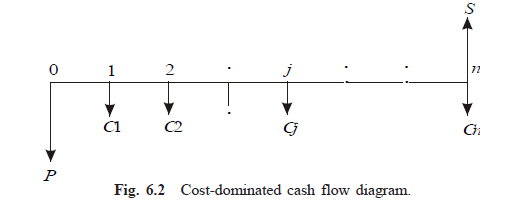 S
0 1 2 . j . . n
C1 C2 . Cj Cn
P
Fig. 6.2 Cost-dominated cash flow diagram.